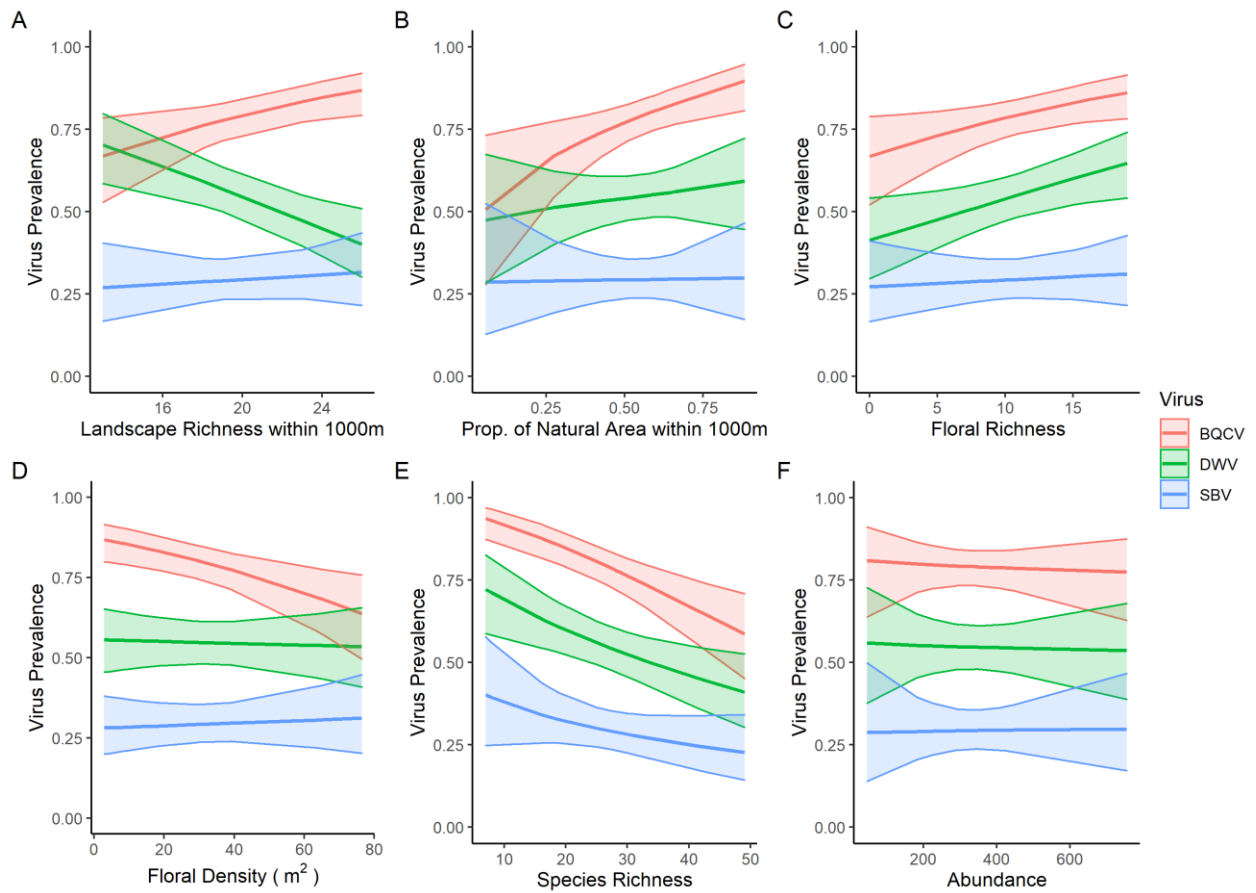 A
B
C
1.00
0.75
0.50
0.25
0.00
Virus Prevalence
16
20
24
Landscape Richness within 1000m
1.00
0.75
0.50
0.25
0.00
Virus Prevalence
0.25
0.50
0.75
Prop. of Natural Area within 1000m
1.00
0.75
0.50
0.25
0.00
Virus Prevalence
0
5
10
15
Floral Richness
Virus
BQCV
DWV
SBV
D
E
F
1.00
0.75
0.50
0.25
0.00
Virus Prevalence
0
20
40
60
80
Floral Density ( m² )
1.00
0.75
0.50
0.25
0.00
Virus Prevalence
10
20
30
40
50
Species Richness
1.00
0.75
0.50
0.25
0.00
Virus Prevalence
200
400
600
Abundance